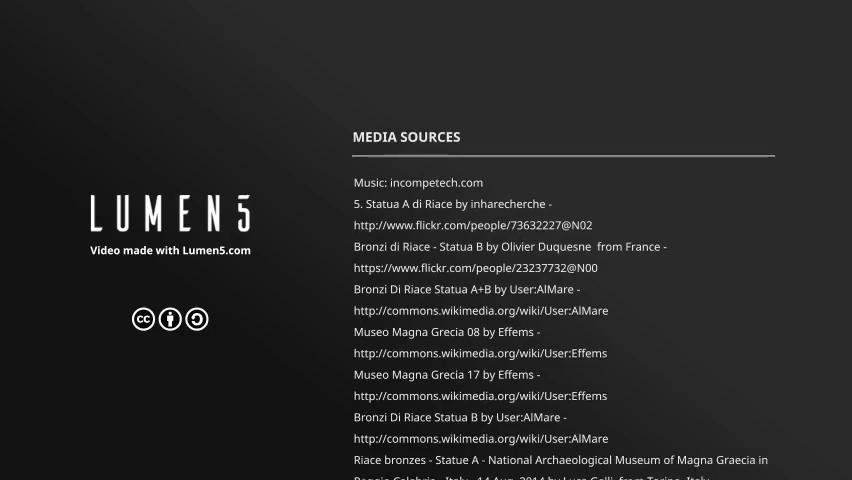 MEDIA SOURCES
Music: incompetech.com
5. Statua A di Riace by inharecherche -
http://www.flickr.com/people/73632227@N02
Bronzi di Riace - Statua B by Olivier Duquesne  from France -
https://www.flickr.com/people/23237732@N00
Bronzi Di Riace Statua A+B by User:AlMare -
http://commons.wikimedia.org/wiki/User:AlMare
Museo Magna Grecia 08 by Effems -
http://commons.wikimedia.org/wiki/User:Effems
Museo Magna Grecia 17 by Effems -
http://commons.wikimedia.org/wiki/User:Effems
Bronzi Di Riace Statua B by User:AlMare -
http://commons.wikimedia.org/wiki/User:AlMare
Riace bronzes - Statue A - National Archaeological Museum of Magna Graecia in
LUMEN5
Video made with Lumen5.com
cc